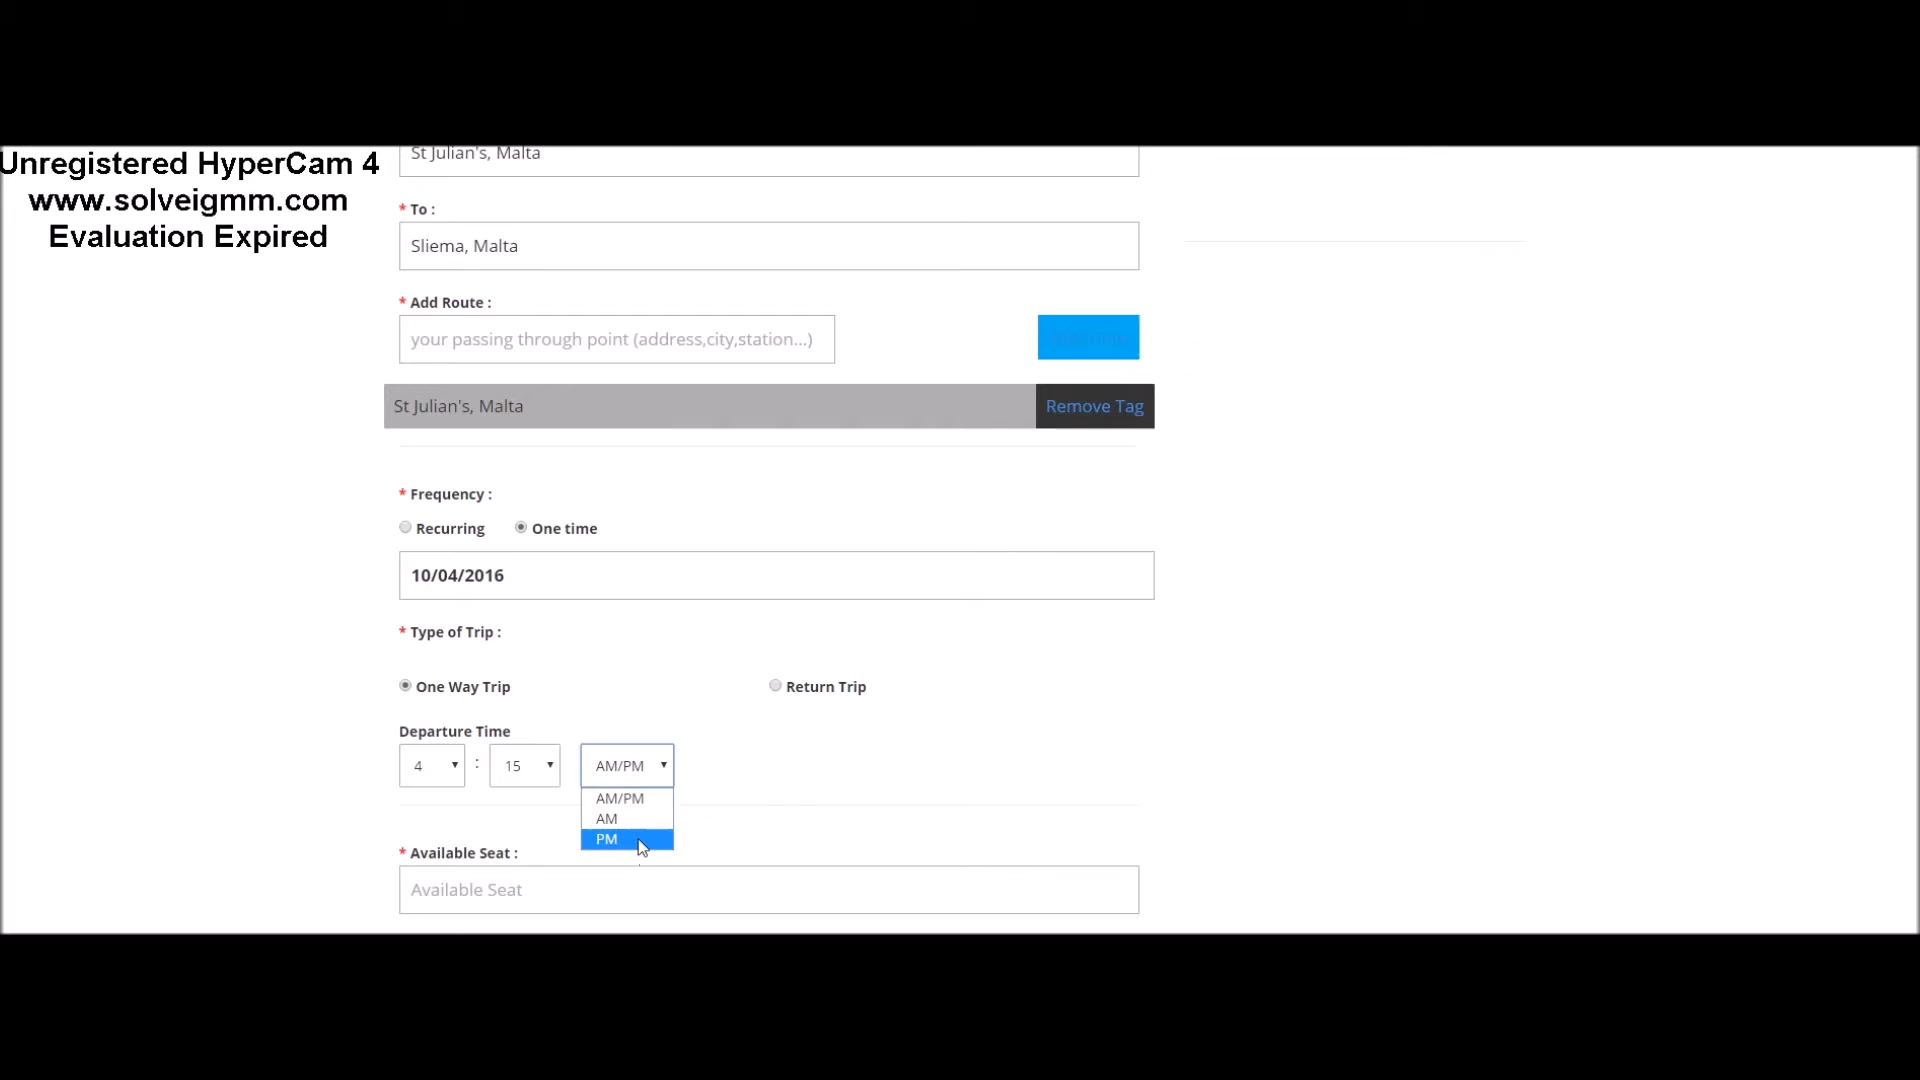 Unregistered HyperCam 4
www.solveigmm.com
Evaluation Expired
St Julian's, Malta
* To :
Sliema, Malta
* Add Route :
your passing through point (address,city,station...)
St Julian's, Malta Remove Tag
* Frequency :
Recurring One time
10/04/2016
* Type of Trip :
One Way Trip Return Trip
Departure Time
4 : 15 AM/PM
AM/PM
AM
PM
* Available Seat :
Available Seat